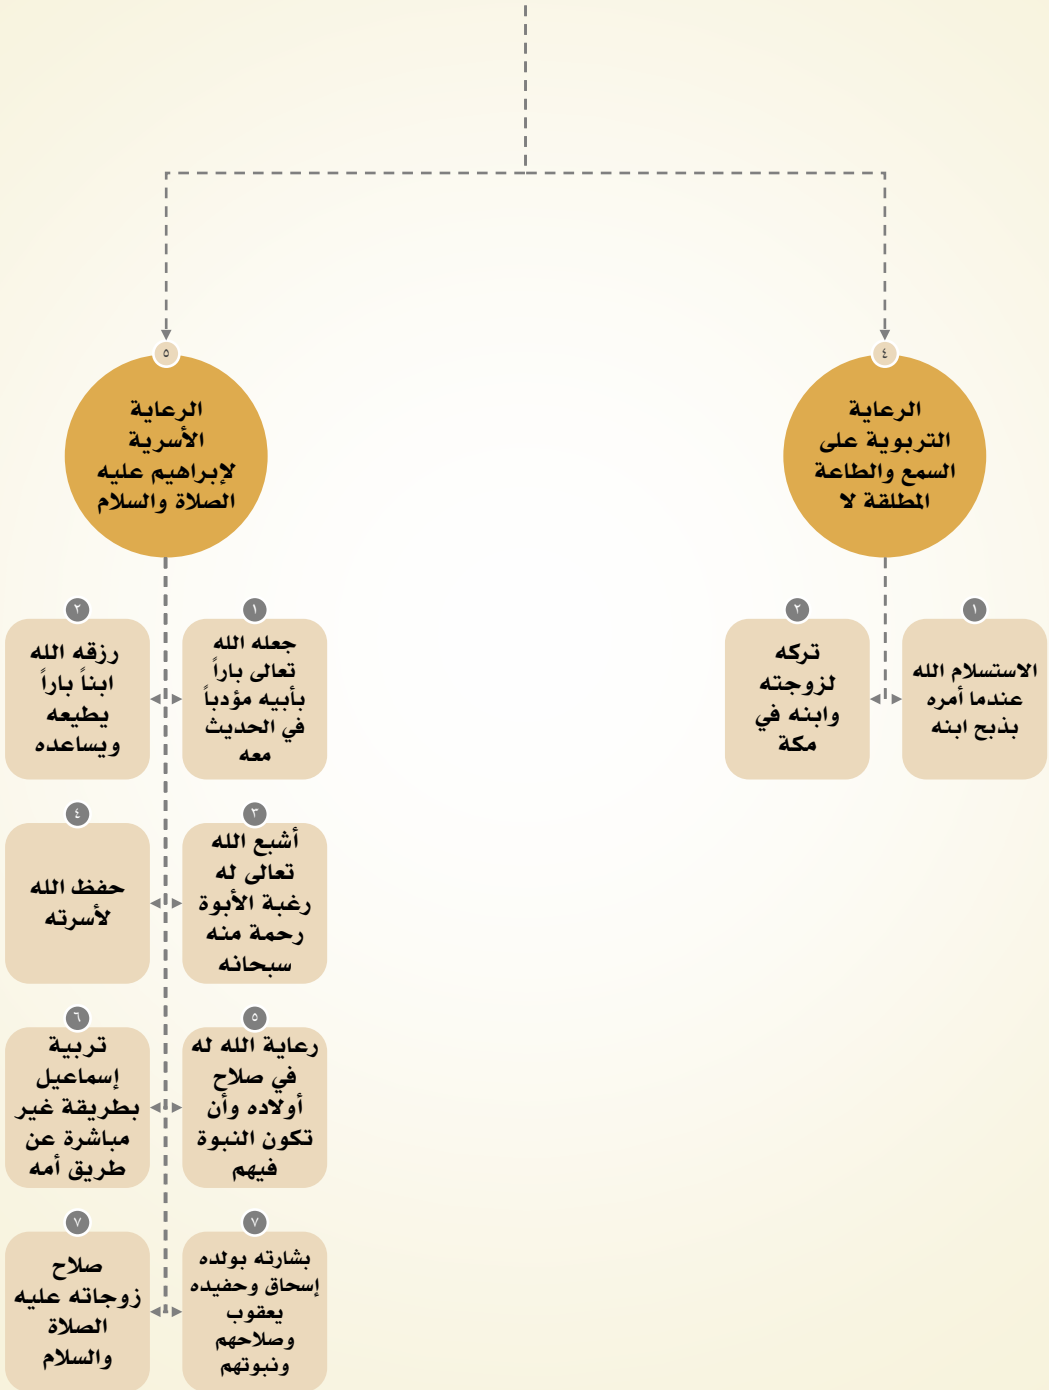 ٤
الرعاية
التربوية على
السمع والطاعة
المطلقة لا
١
الاستسلام الله
عندما أمره
بذبح ابنه
٢
تركه
لزوجته
وابنه في
مكة
٥
الرعاية
الأسرية
لإبراهيم عليه
الصلاة والسلام
١
جعله الله
تعالى باراً
بأبيه مؤدباً
في الحديث
معه
٢
رزقه الله
ابناً باراً
يطيعه
ويساعده
٣
أشبع الله
تعالى له
رغبة الأبوة
رحمة منه
سبحانه
٤
حفظ الله
لأسرته
٥
رعاية الله له
في صلاح
أولاده وأن
تكون النبوة
فيهم
٦
تربية
إسماعيل
بطريقة غير
مباشرة عن
طريق أمه
٧
بشارته بولده
إسحاق وحفيده
يعقوب
وصلاحهم
ونبوتهم
٧
صلاح
زوجاته عليه
الصلاة
والسلام